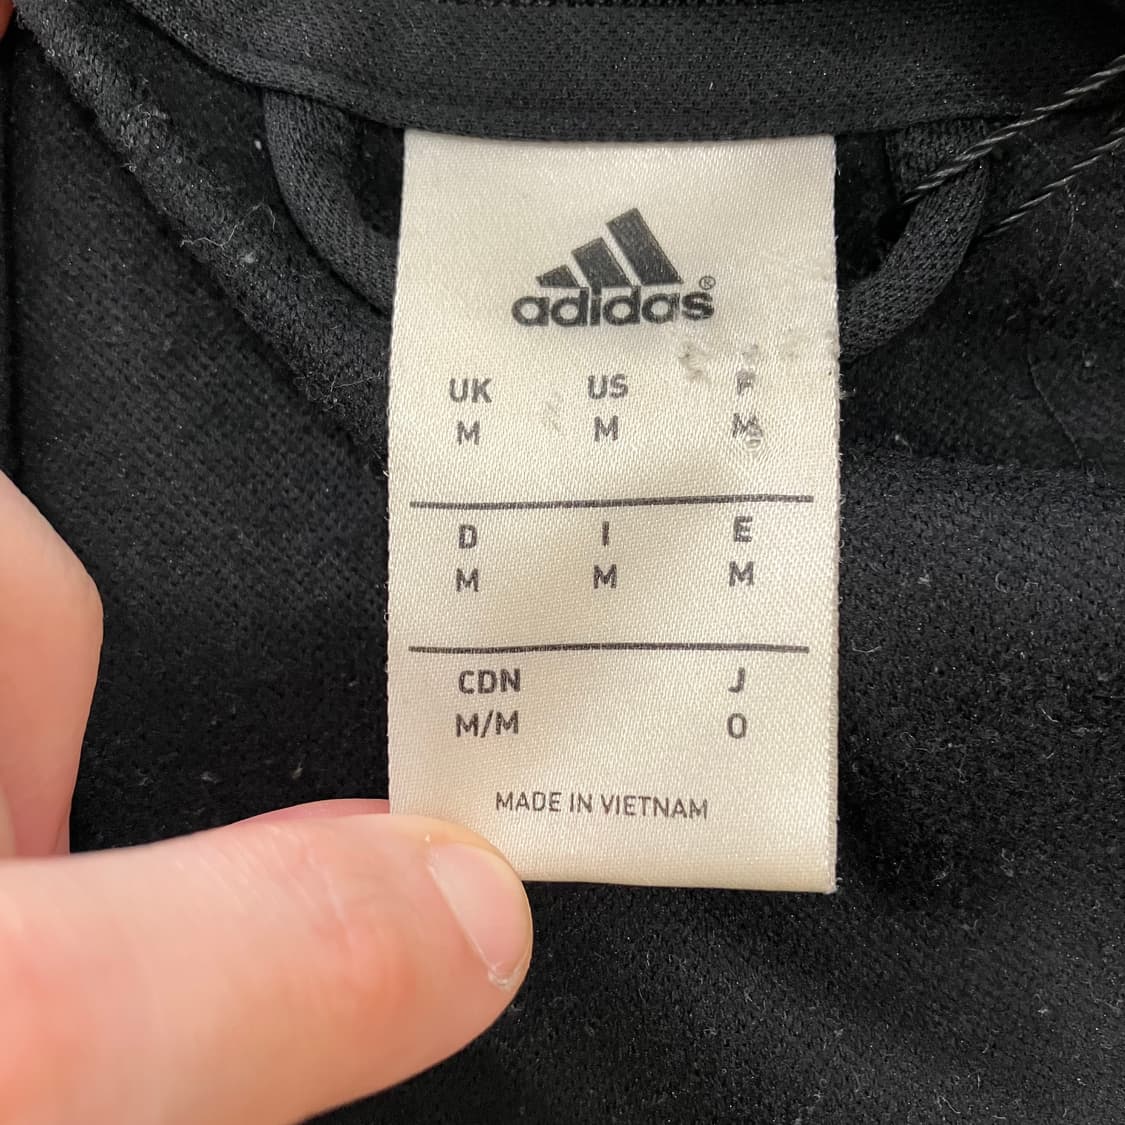 adidas®
UK US F
M M M
D I E
M M M
CDN J
M/M O
MADE IN VIETNAM